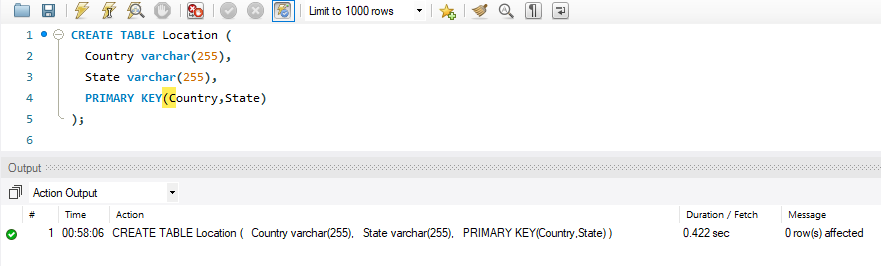 Limit to 1000 rows
1 CREATE TABLE Location (
2 Country varchar(255),
3 State varchar(255),
4 PRIMARY KEY(Country,State)
5 );
6
Output
Action Output
# Time Action Duration / Fetch Message
1 00:58:06 CREATE TABLE Location ( Country varchar(255), State varchar(255), PRIMARY KEY(Country,State) ) 0.422 sec 0 row(s) affected